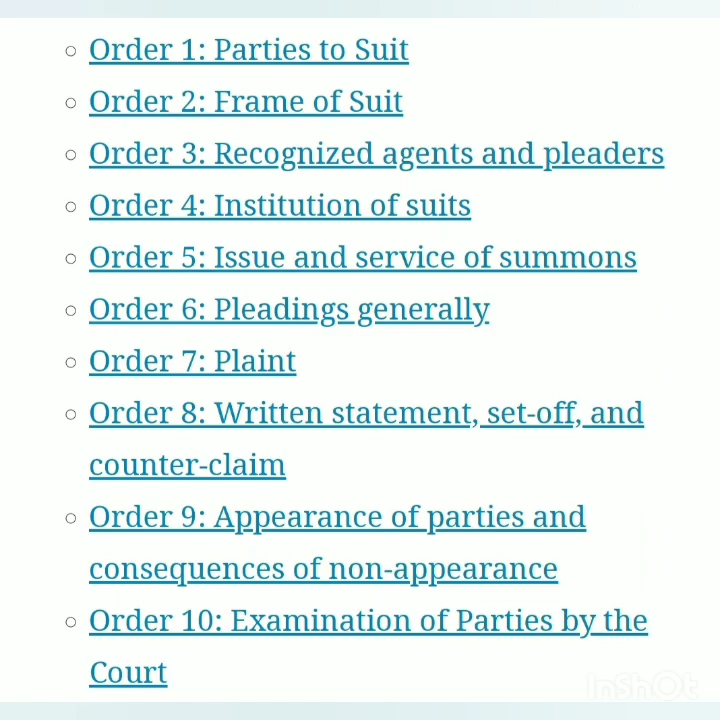 Order 1: Parties to Suit
Order 2: Frame of Suit
Order 3: Recognized agents and pleaders
Order 4: Institution of suits
Order 5: Issue and service of summons
Order 6: Pleadings generally
Order 7: Plaint
Order 8: Written statement, set-off, and
counter-claim
Order 9: Appearance of parties and
consequences of non-appearance
Order 10: Examination of Parties by the
Court
InShOt